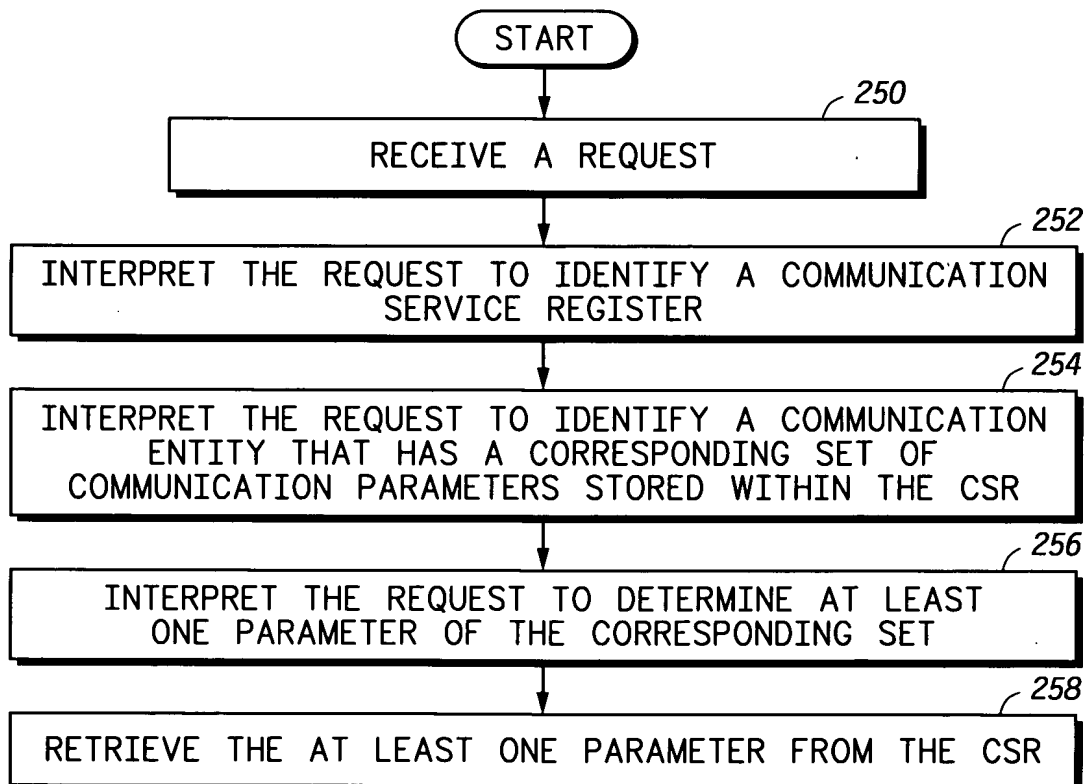 START
250
RECEIVE A REQUEST
252
INTERPRET THE REQUEST TO IDENTIFY A COMMUNICATION
SERVICE REGISTER
254
INTERPRET THE REQUEST TO IDENTIFY A COMMUNICATION
ENTITY THAT HAS A CORRESPONDING SET OF
COMMUNICATION PARAMETERS STORED WITHIN THE CSR
256
INTERPRET THE REQUEST TO DETERMINE AT LEAST
ONE PARAMETER OF THE CORRESPONDING SET
258
RETRIEVE THE AT LEAST ONE PARAMETER FROM THE CSR